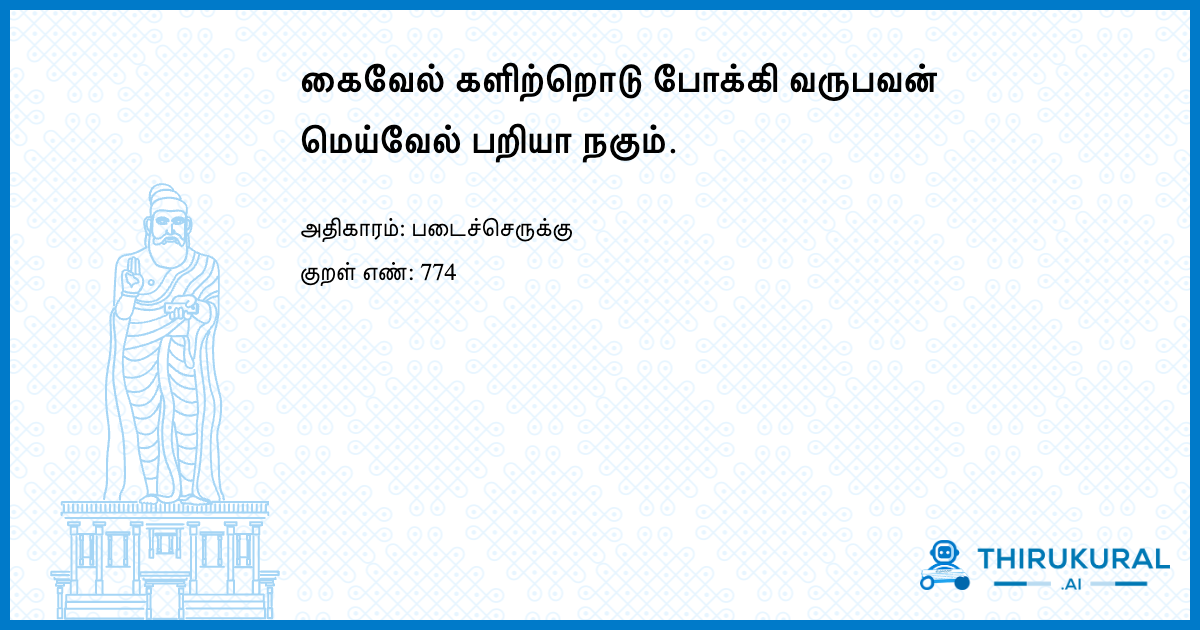 கைவேல் களிற்றொடு போக்கி வருபவன்
மெய்வேல் பறியா நகும்.
அதிகாரம்: படைச்செருக்கு
குறள் எண்: 774
THIRUKURAL
.AI